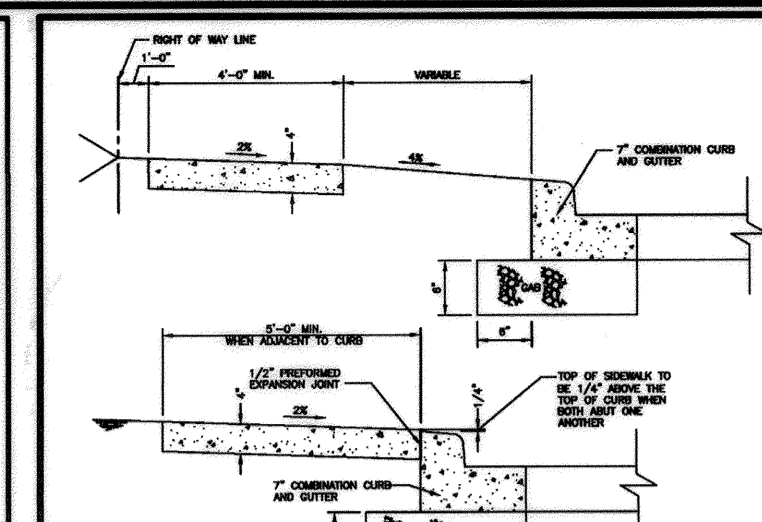 RIGHT OF WAY LINE
1'-0"
4'-0" MIN.
VARIABLE
2%
4"
4%
7" COMBINATION CURB
AND GUTTER
6"
GAB
6"
5'-0" MIN.
WHEN ADJACENT TO CURB
1/2" PREFORMED
EXPANSION JOINT
4"
2%
1/4"
TOP OF SIDEWALK TO
BE 1/4" ABOVE THE
TOP OF CURB WHEN
BOTH ABUT ONE
ANOTHER
7" COMBINATION CURB
AND GUTTER